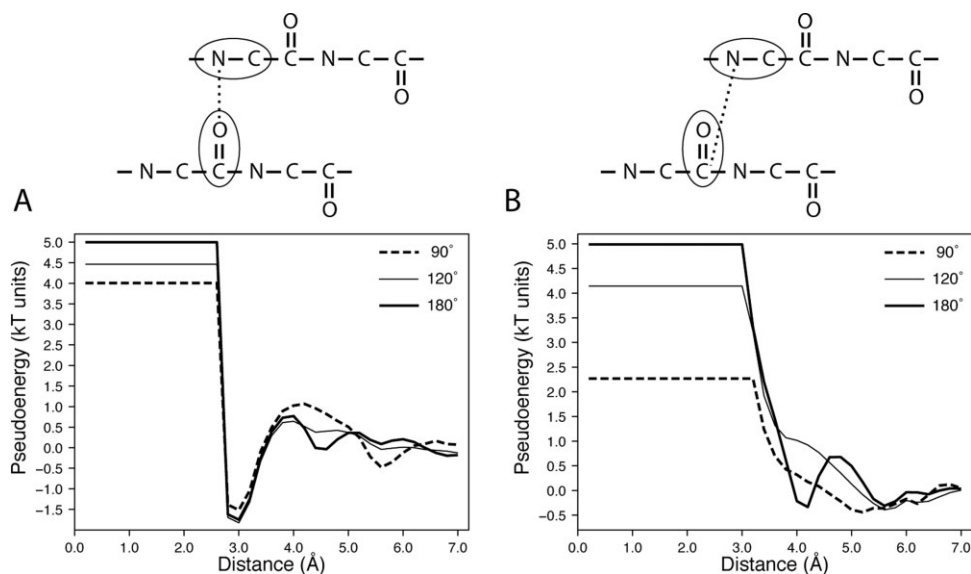 O
— N — C — C — N — C — C —
O
O
— N — C — C — N — C — C —
O
A
5.0
4.5
4.0
3.5
3.0
2.5
2.0
1.5
1.0
0.5
0.0
−0.5
−1.0
−1.5
Pseudoenergy (kT units)
90°
120°
180°
0.0 1.0 2.0 3.0 4.0 5.0 6.0 7.0
Distance (Å)
O
— N — C — C — N — C — C —
O
O
— N — C — C — N — C — C —
O
B
5.0
4.5
4.0
3.5
3.0
2.5
2.0
1.5
1.0
0.5
0.0
−0.5
Pseudoenergy (kT units)
90°
120°
180°
0.0 1.0 2.0 3.0 4.0 5.0 6.0 7.0
Distance (Å)